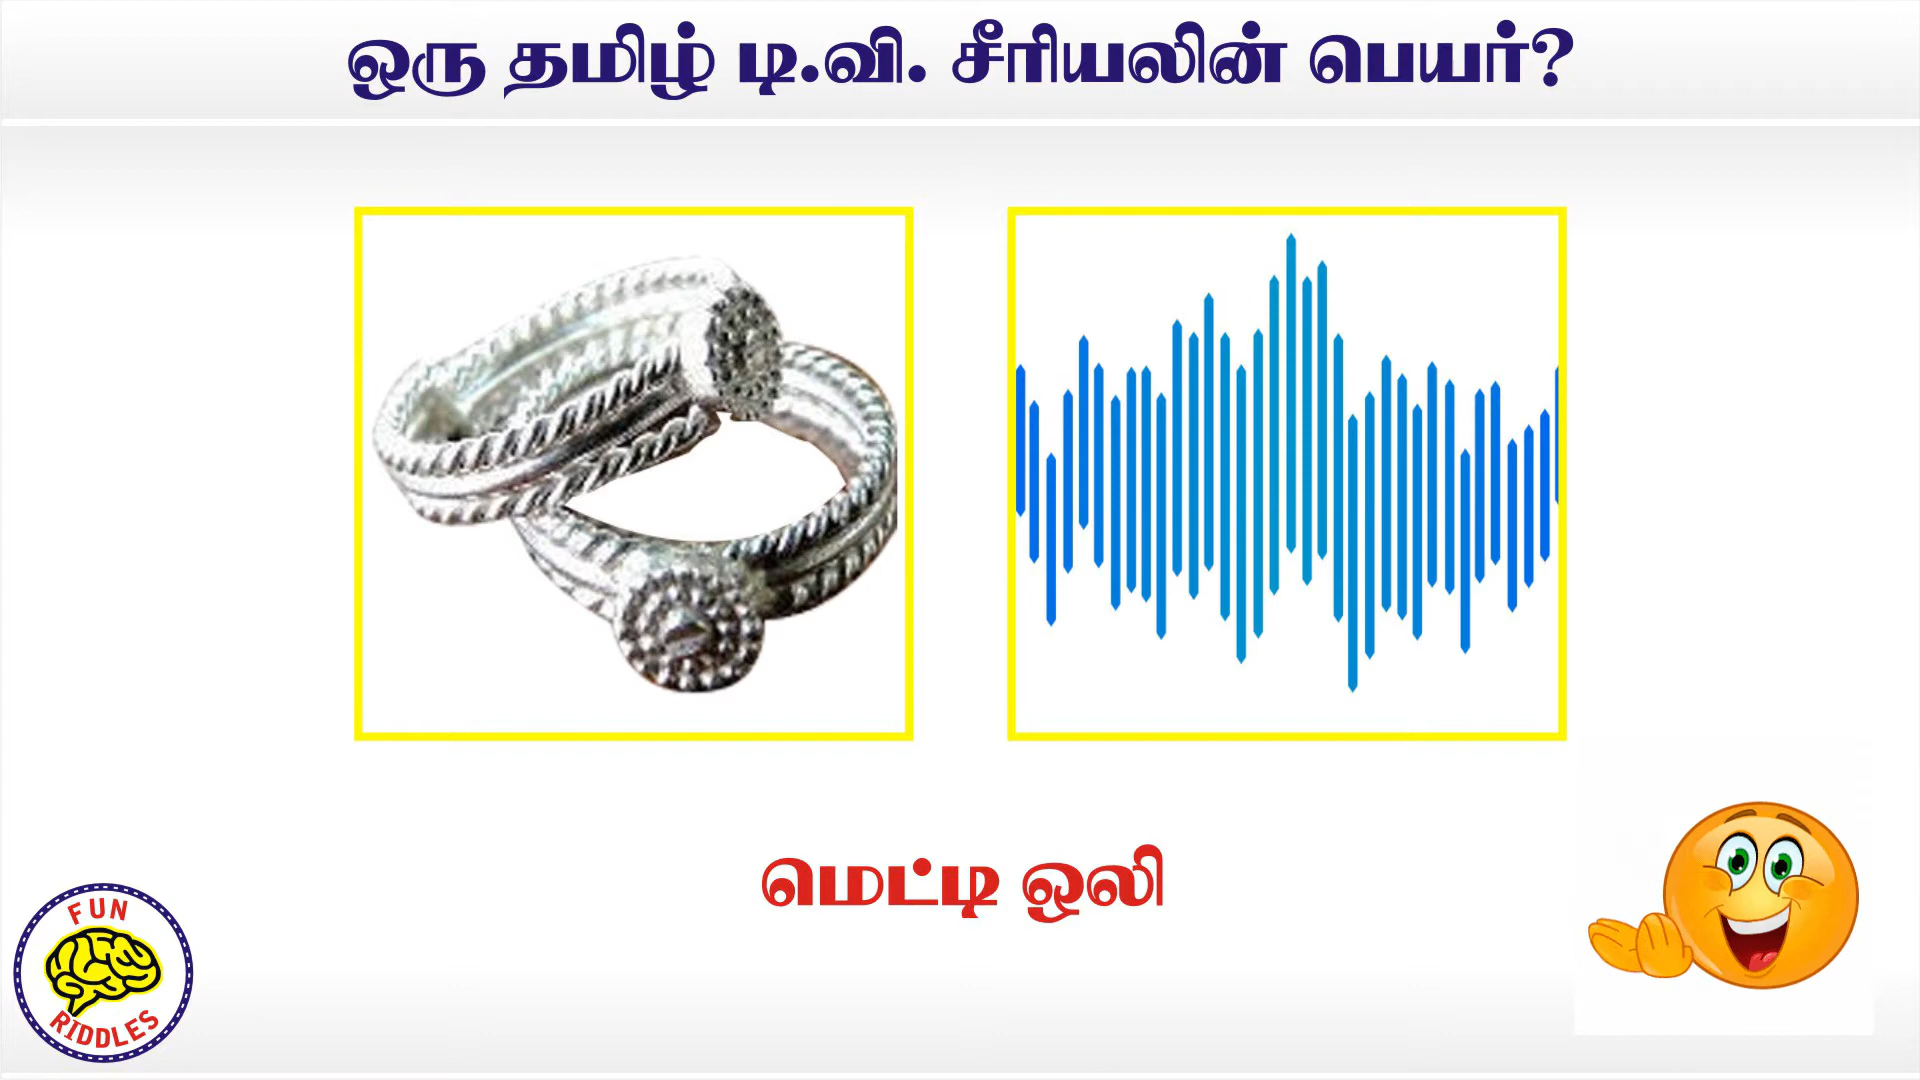 ஒரு தமிழ் டி.வி. சீரியலின் பெயர்?
மெட்டி ஒலி
FUN
RIDDLES